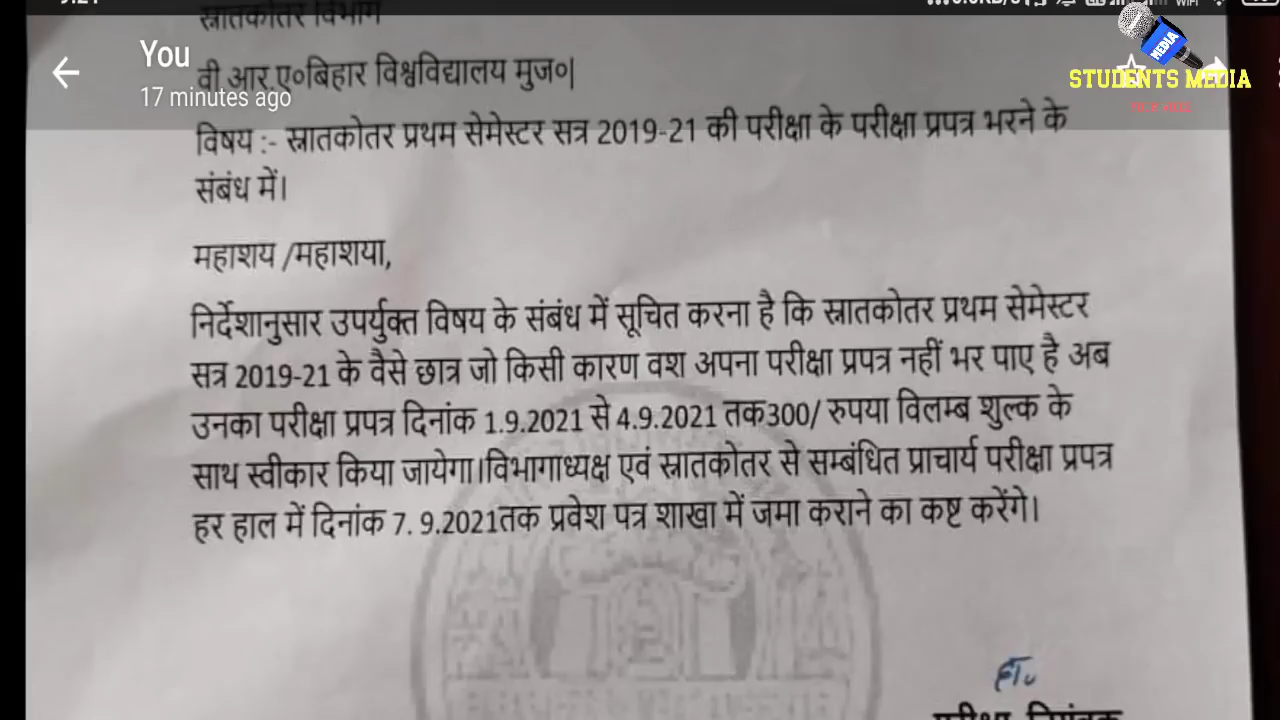 स्नातकोतर विभाग
You
वी आर.ए०बिहार विश्वविद्यालय मुज०|
17 minutes ago
MEDIA
STUDENTS MEDIA
विषय :- स्नातकोतर प्रथम सेमेस्टर सत्र 2019-21 की परीक्षा के परीक्षा प्रपत्र भरने के
संबंध में।
महाशय /महाशया,
निर्देशानुसार उपर्युक्त विषय के संबंध में सूचित करना है कि स्नातकोतर प्रथम सेमेस्टर
सत्र 2019-21 के वैसे छात्र जो किसी कारण वश अपना परीक्षा प्रपत्र नहीं भर पाए है अब
उनका परीक्षा प्रपत्र दिनांक 1.9.2021 से 4.9.2021 तक300/ रुपया विलम्ब शुल्क के
साथ स्वीकार किया जायेगा।विभागाध्यक्ष एवं स्नातकोतर से सम्बंधित प्राचार्य परीक्षा प्रपत्र
हर हाल में दिनांक 7. 9.2021तक प्रवेश पत्र शाखा में जमा कराने का कष्ट करेंगे।
परीक्षा नियंत्रक